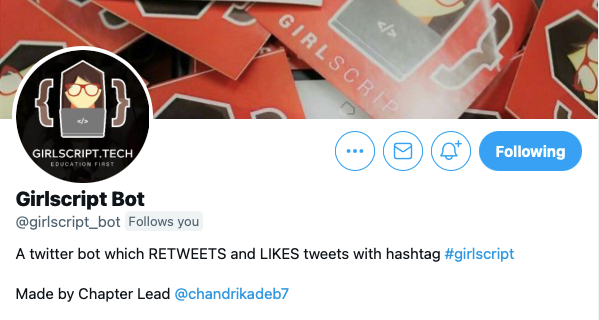 GIRLSCRIPT
</>
GIRLSCRIPT.TECH
EDUCATION FIRST
Following
Girlscript Bot
@girlscript_bot Follows you
A twitter bot which RETWEETS and LIKES tweets with hashtag #girlscript
Made by Chapter Lead @chandrikadeb7